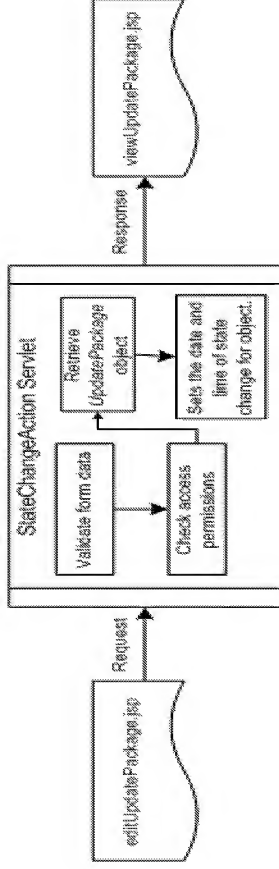 editUpdatePackage.jsp
Request
StateChangeAction Servlet
Validate form data
Check access
permissions
Retrieve
UpdatePackage
object
Sets the date and
time of state
change for object.
Response
viewUpdatePackage.jsp